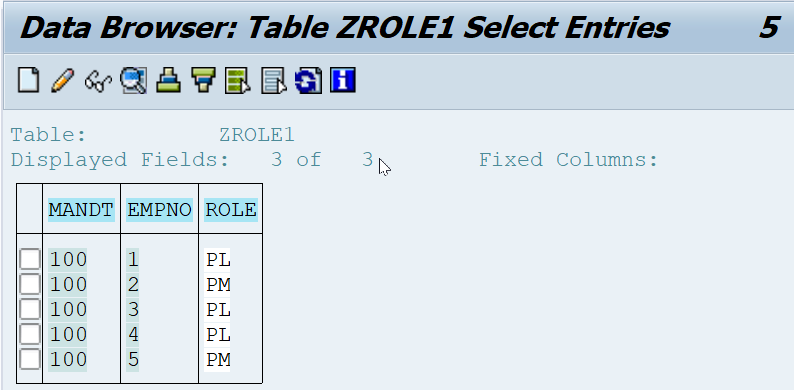 Data Browser: Table ZROLE1 Select Entries 5
Table: ZROLE1
Displayed Fields: 3 of 3 Fixed Columns:
MANDT EMPNO ROLE
100 1 PL
100 2 PM
100 3 PL
100 4 PL
100 5 PM